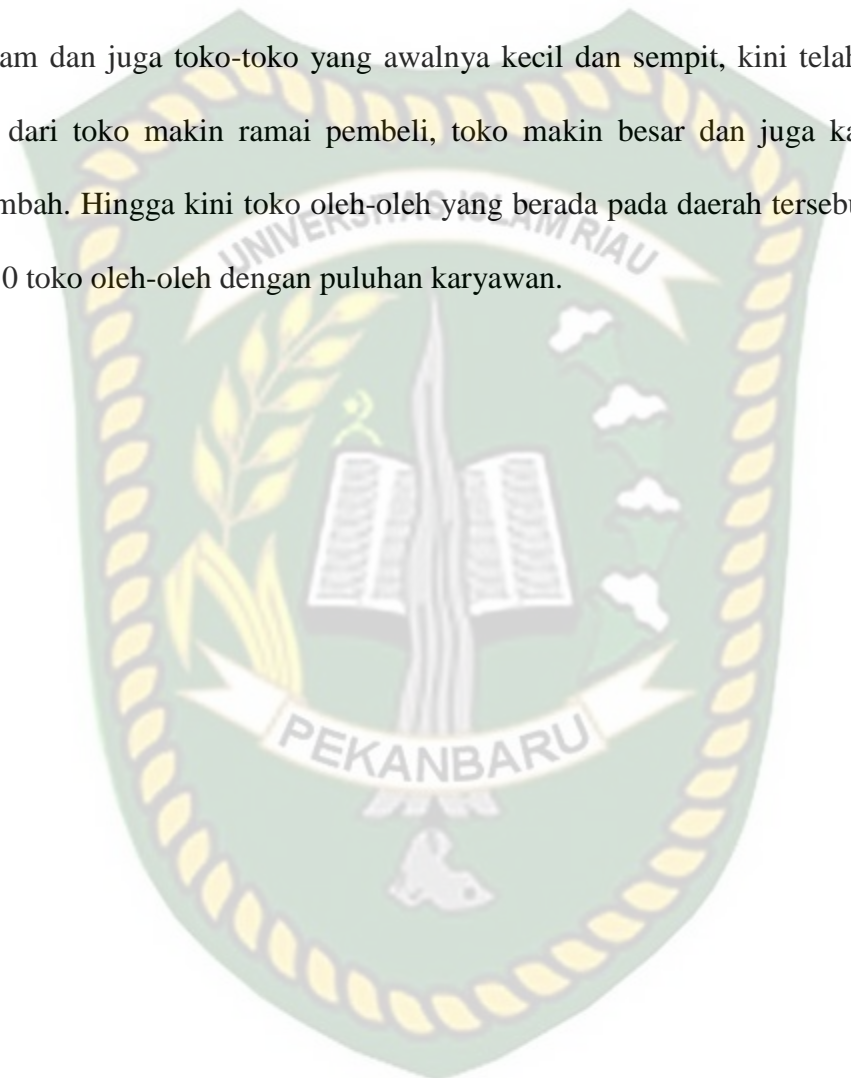 am dan juga toko-toko yang awalnya kecil dan sempit, kini telah
dari toko makin ramai pembeli, toko makin besar dan juga ka
mbah. Hingga kini toko oleh-oleh yang berada pada daerah tersebu
0 toko oleh-oleh dengan puluhan karyawan.
UNIVERSITAS ISLAM RIAU
PEKANBARU